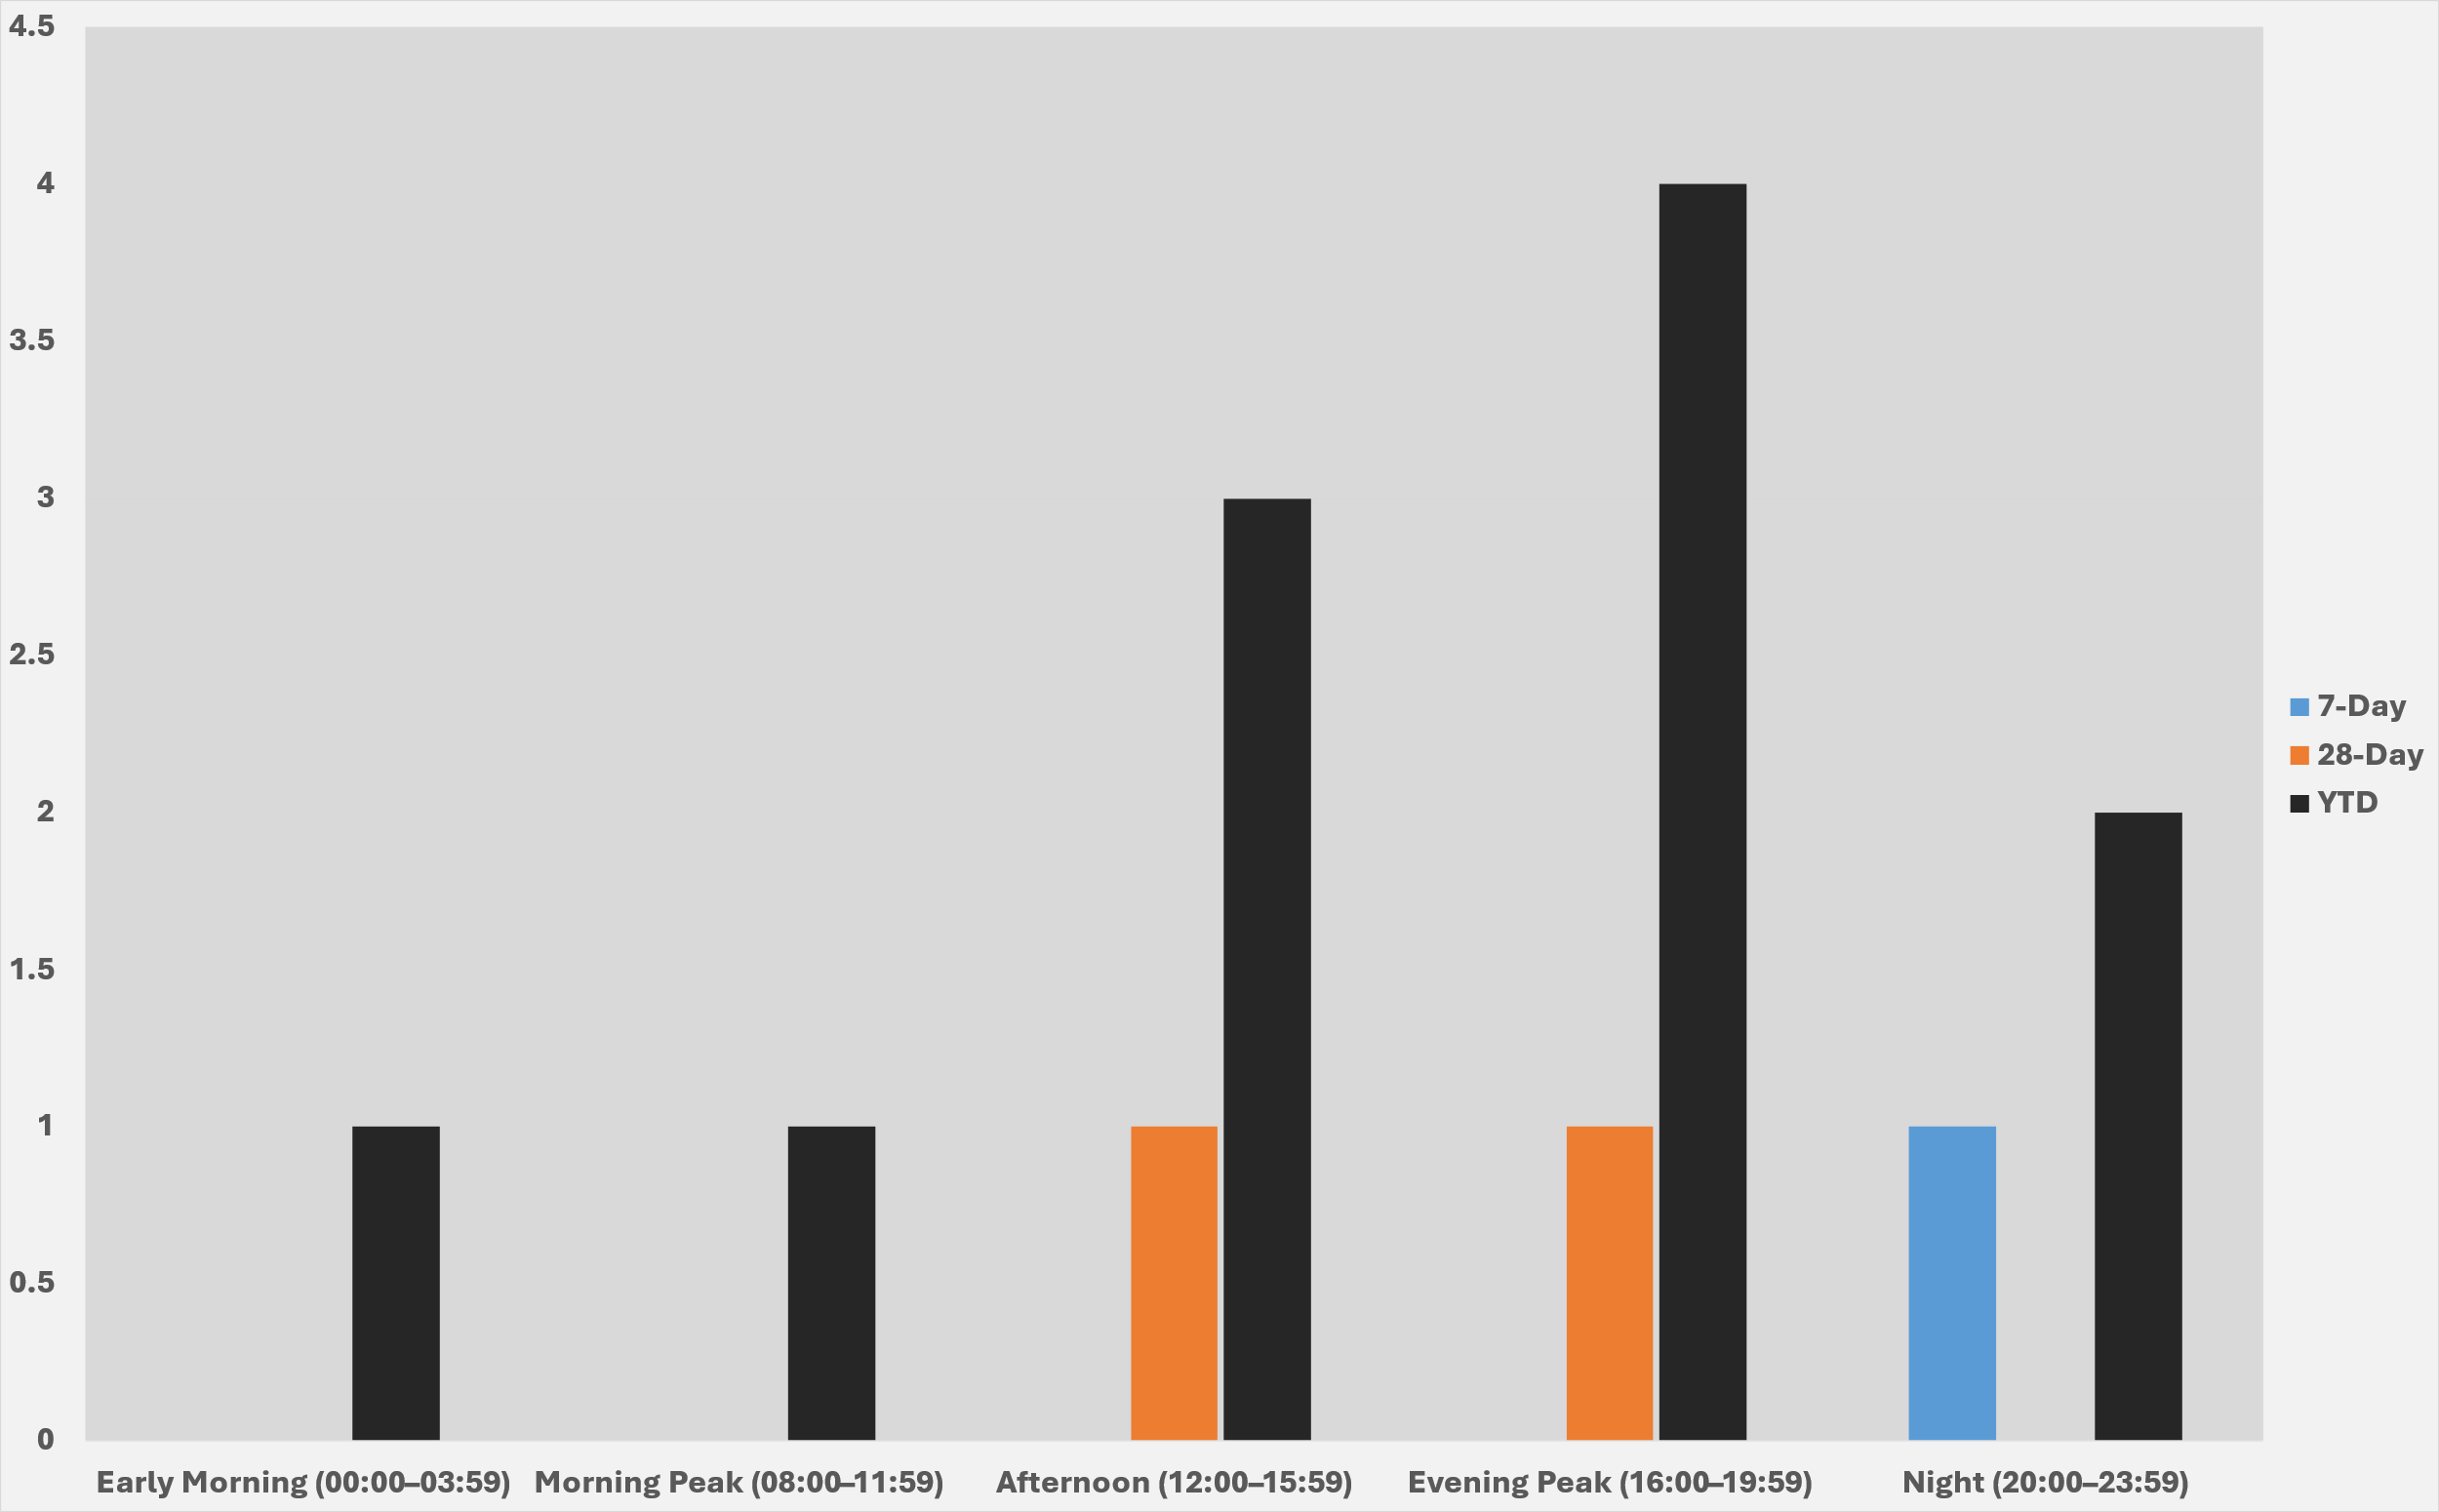 4.5
4
3.5
3
2.5
2
1.5
1
0.5
0
Early Morning (00:00–03:59)
Morning Peak (08:00–11:59)
Afternoon (12:00–15:59)
Evening Peak (16:00–19:59)
Night (20:00–23:59)
7-Day
28-Day
YTD